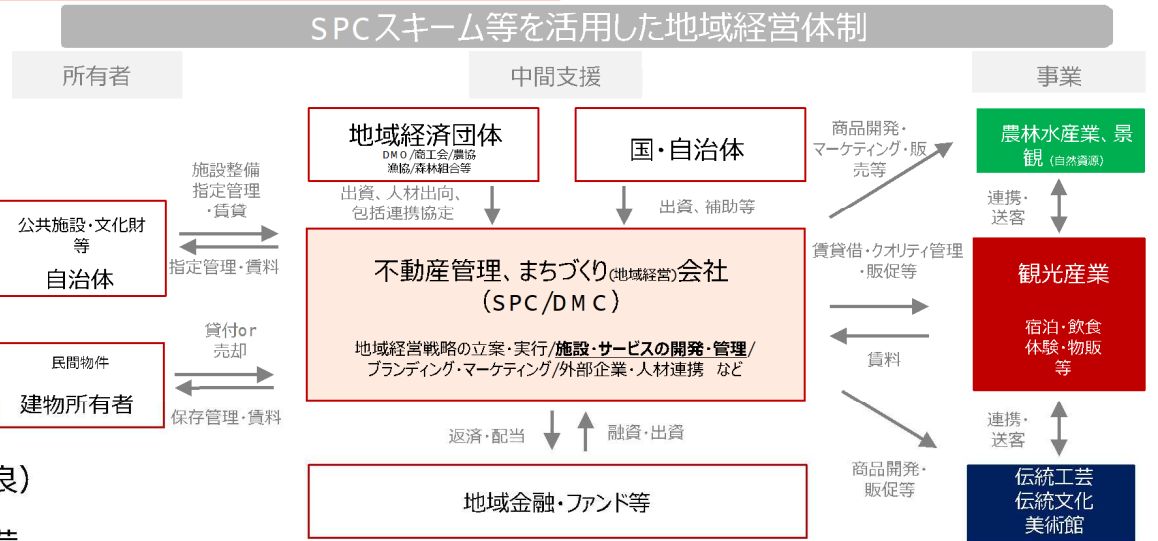 SPCスキーム等を活用した地域経営体制
所有者
中間支援
事業
地域経済団体
DMO/商工会/農協
漁協/森林組合等
国・自治体
商品開発・
マーケティング・販
売等
農林水産業、景
観(自然資源)
施設整備
指定管理
・賃貸
出資、人材出向、
包括連携協定
出資、補助等
連携・
送客
公共施設・文化財
等
自治体
指定管理・賃料
不動産管理、まちづくり(地域経営)会社
(SPC/DMC)
地域経営戦略の立案・実行/施設・サービスの開発・管理/
ブランディング・マーケティング/外部企業・人材連携 など
賃貸借・クオリティ管理
・販促等
賃料
観光産業
宿泊・飲食
体験・物販
等
貸付or
売却
民間物件
建物所有者
保存管理・賃料
返済・配当
融資・出資
連携・
送客
商品開発・
販促等
良)
地域金融・ファンド等
伝統工芸
伝統文化
美術館